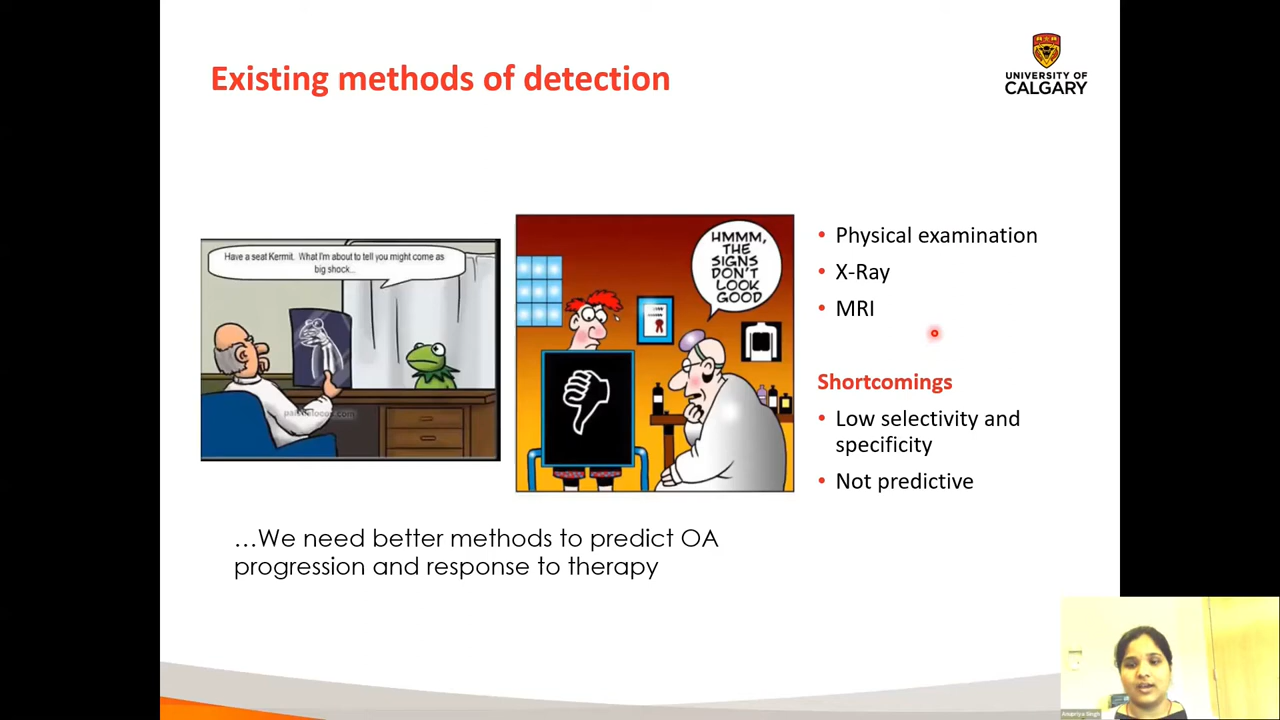 Existing methods of detection
UNIVERSITY OF
CALGARY
Have a seat Kermit. What I'm about to tell you might come as
big shock...
HMMM,
THE
SIGNS
DON'T
LOOK
GOOD
• Physical examination
• X-Ray
• MRI
Shortcomings
• Low selectivity and
specificity
• Not predictive
...We need better methods to predict OA
progression and response to therapy